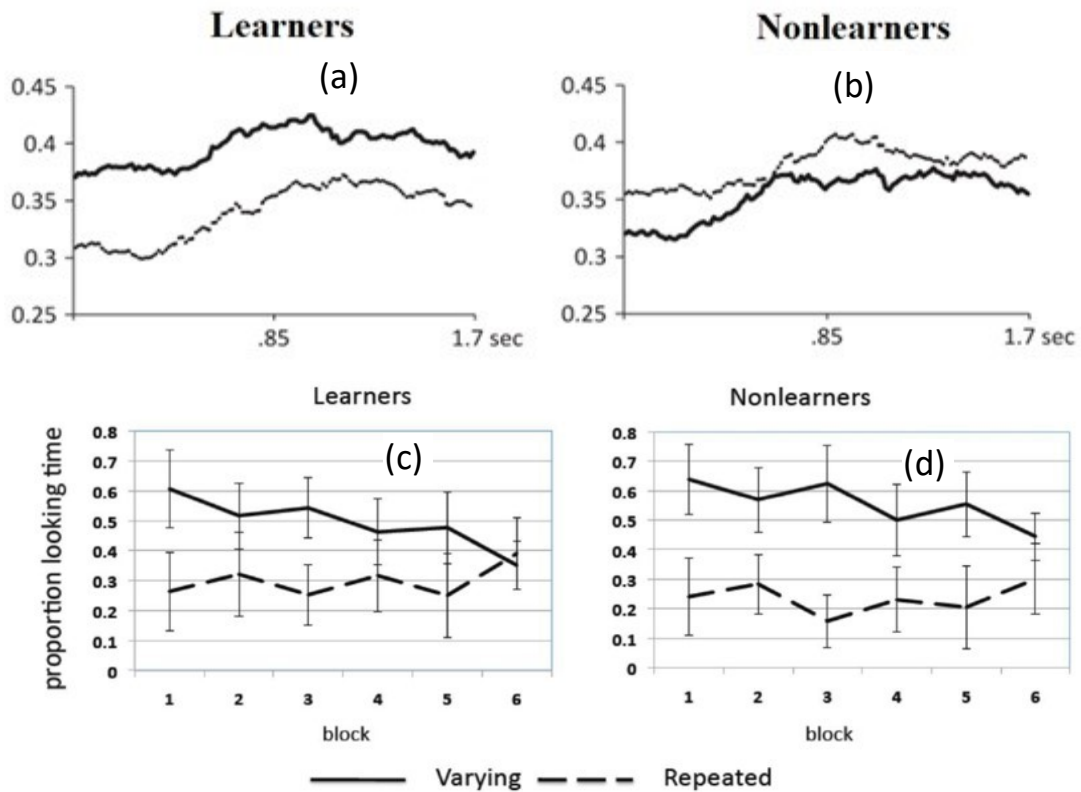 Learners
Nonlearners
(a)
(b)
0.45
0.4
0.35
0.3
0.25
.85
1.7 sec
0.45
0.4
0.35
0.3
0.25
.85
1.7 sec
Learners
Nonlearners
proportion looking time
(c)
0.8
0.7
0.6
0.5
0.4
0.3
0.2
0.1
0
1 2 3 4 5 6
block
(d)
0.8
0.7
0.6
0.5
0.4
0.3
0.2
0.1
0
1 2 3 4 5 6
block
Varying Repeated